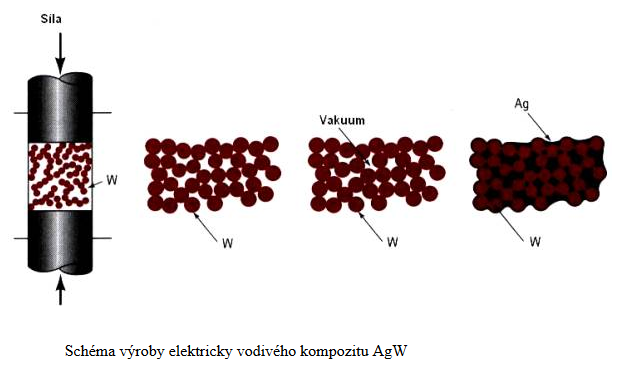 Síla
W
W
Vakuum
W
Ag
W
Schéma výroby elektricky vodivého kompozitu AgW